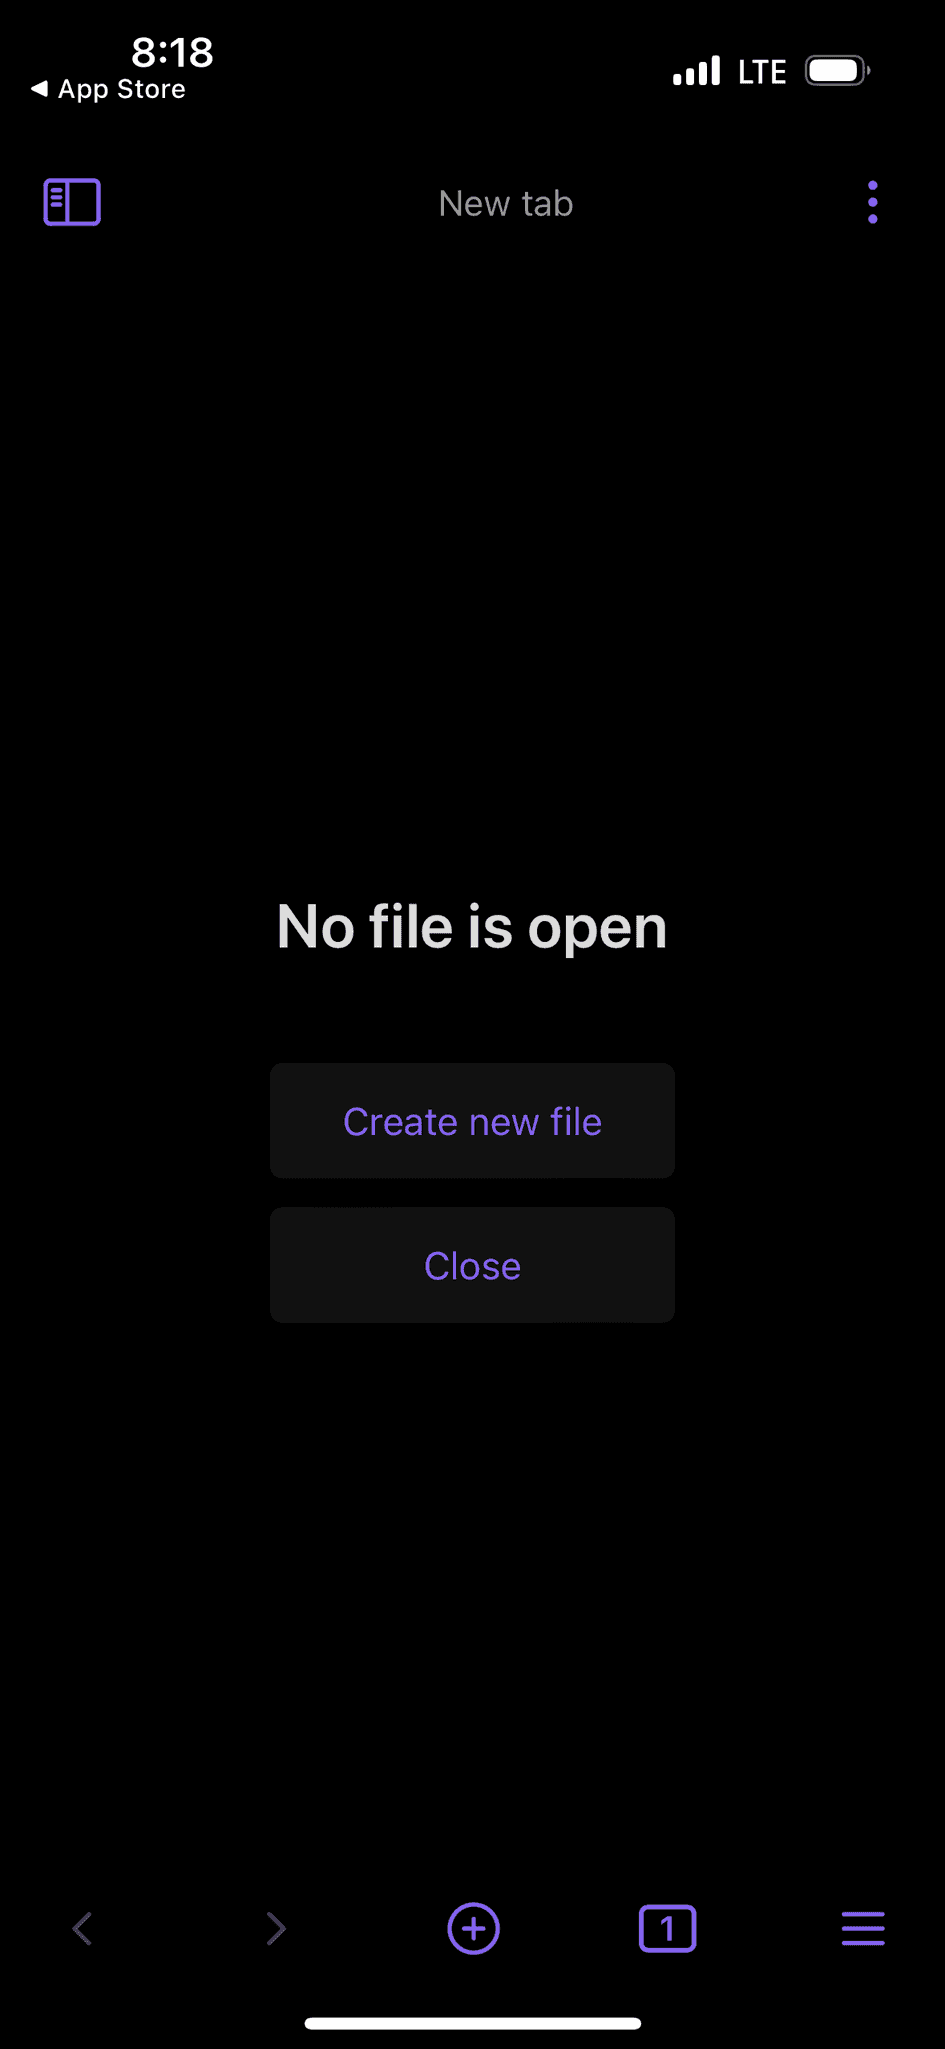 8:18
◀ App Store
LTE
New tab
No file is open
Create new file
Close
1